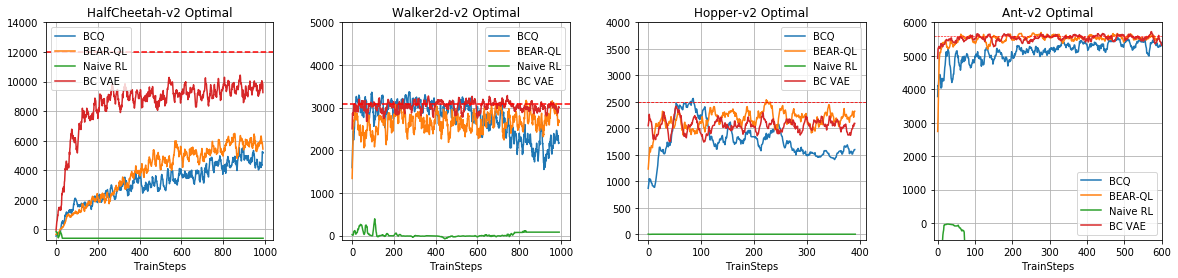 HalfCheetah-v2 Optimal
14000
12000
10000
8000
6000
4000
2000
0
0 200 400 600 800 1000
TrainSteps
BCQ
BEAR-QL
Naive RL
BC VAE
Walker2d-v2 Optimal
5000
4000
3000
2000
1000
0
0 200 400 600 800 1000
TrainSteps
BCQ
BEAR-QL
Naive RL
BC VAE
Hopper-v2 Optimal
4000
3500
3000
2500
2000
1500
1000
500
0
0 100 200 300 400
TrainSteps
BCQ
BEAR-QL
Naive RL
BC VAE
Ant-v2 Optimal
6000
5000
4000
3000
2000
1000
0
0 100 200 300 400 500 600
TrainSteps
BCQ
BEAR-QL
Naive RL
BC VAE